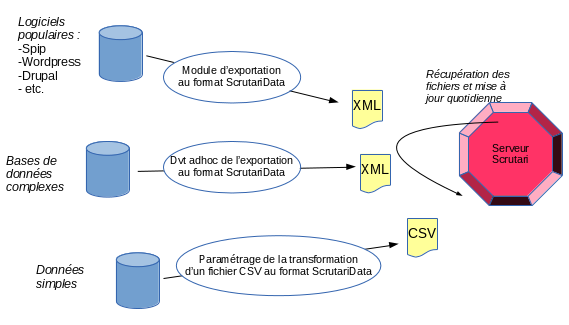 Logiciels
populaires :
-Spip
-Wordpress
-Drupal
- etc.
Module d'exportation
au format ScrutariData
XML
Récupération des
fichiers et mise à
jour quotidienne
Serveur
Scrutari
Bases de
données
complexes
Dvt adhoc de l'exportation
au format ScrutariData
XML
CSV
Données
simples
Paramétrage de la transformation
d'un fichier CSV au format ScrutariData